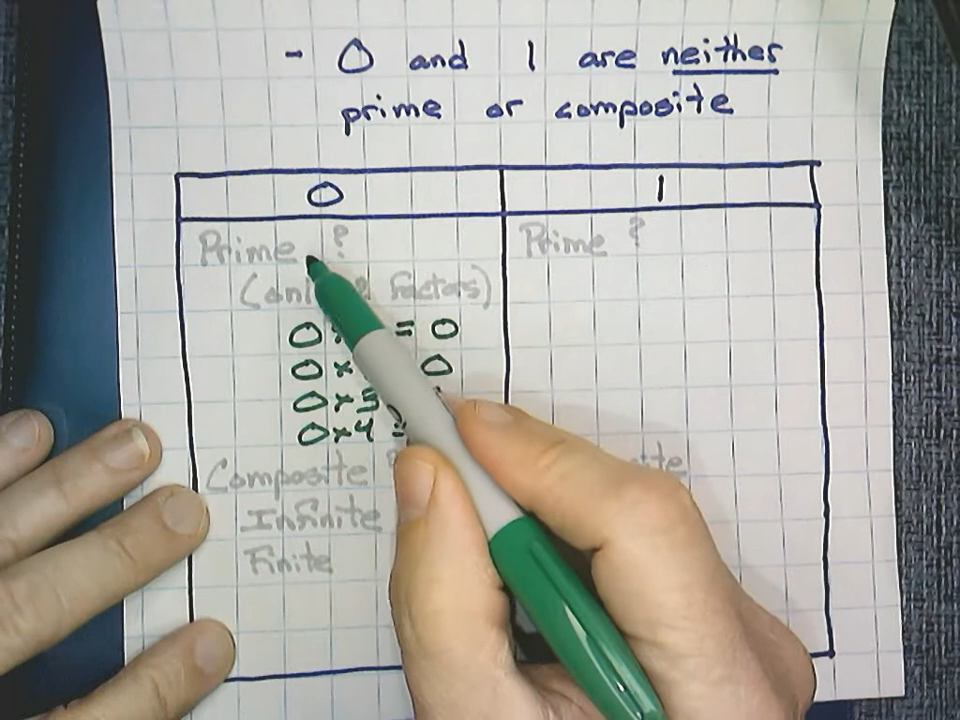 - 0 and 1 are neither
prime or composite
0 1
Prime ? Prime ?
factors)
0 = 0
0 x 0
0 x 5
0 x 4 =
Composite ?
Infinite
Finite